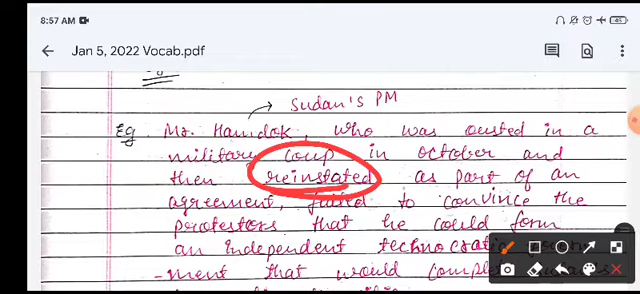 8:57 AM
45
Jan 5, 2022 Vocab.pdf
Eg
Sudan's PM
Eg Mr. Hamdok, who was ousted in a
military coup in october and
then reinstated as part of an
agreement, failed to convince the
protestors that he could form
an independent
-ment that would